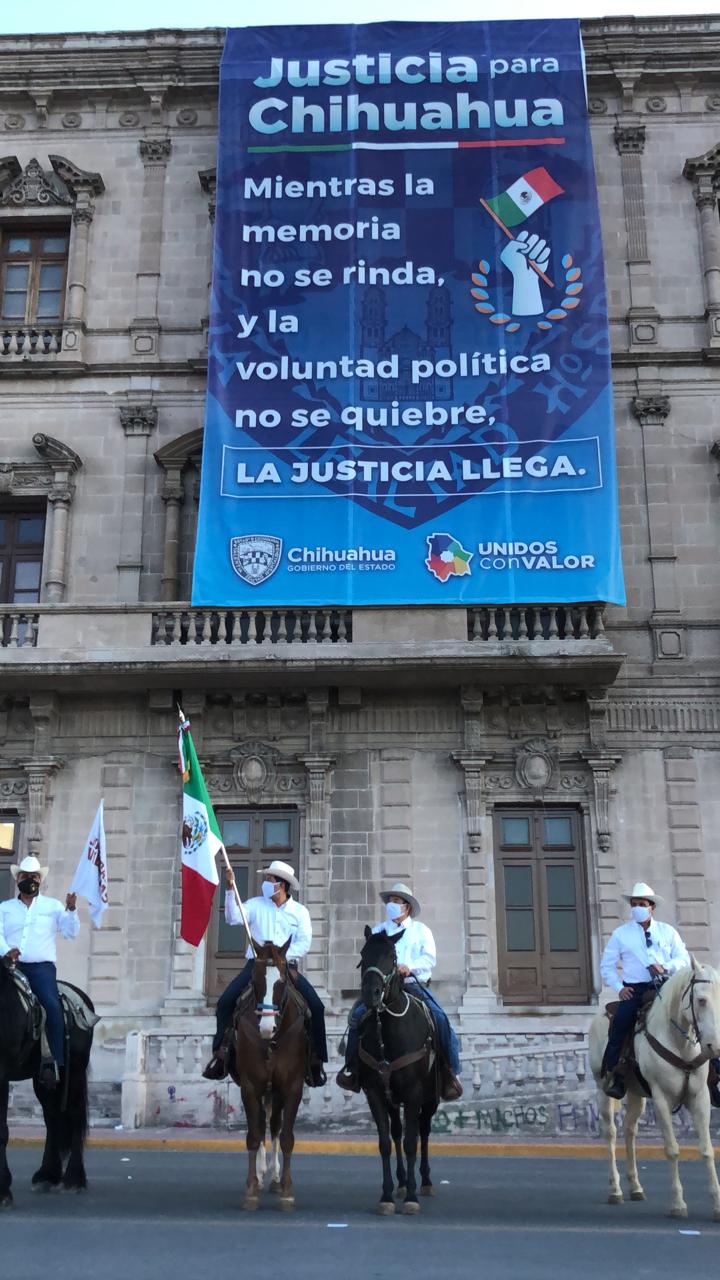 Justicia para
Chihuahua
Mientras la
memoria
no se rinda,
y la
voluntad política
no se quiebre,
LA JUSTICIA LLEGA.
Chihuahua
GOBIERNO DEL ESTADO
UNIDOS
conVALOR
MUCHOS